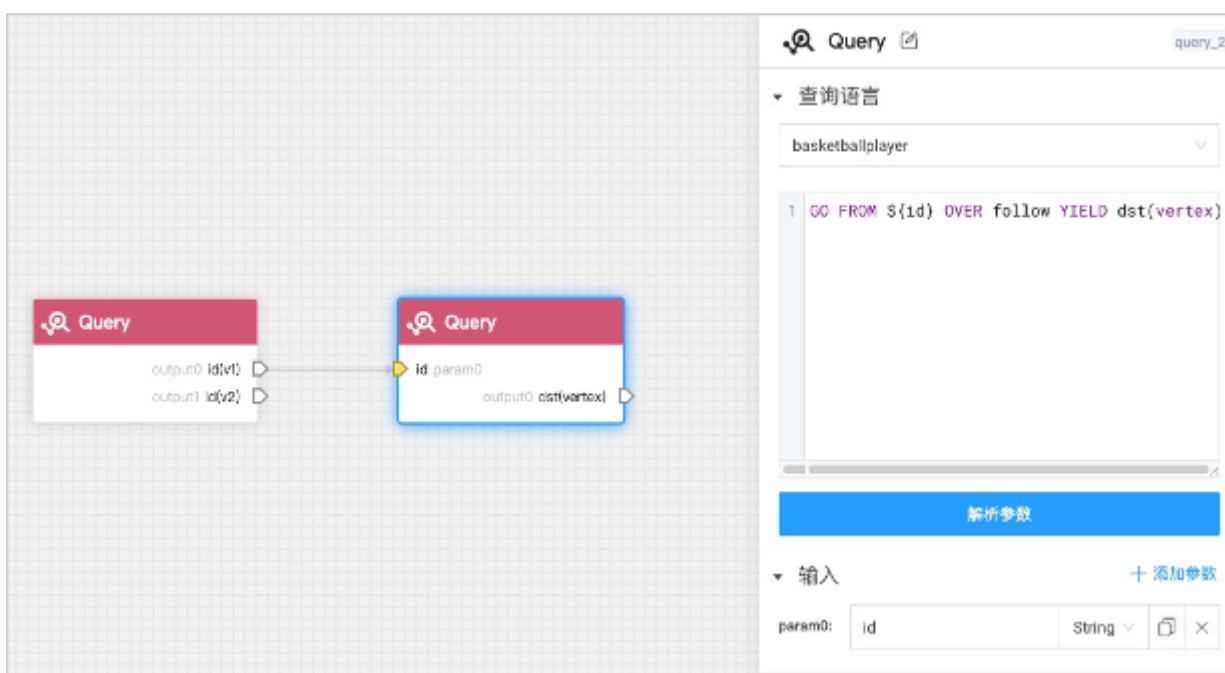 Query
output0 id(v1)
output1 id(v2)
Query
id param0
output0 dst(vertex)
Query
query_2
查询语言
basketballplayer
1 GO FROM ${id} OVER follow YIELD dst(vertex)
解析参数
输入
添加参数
param0:
id
String